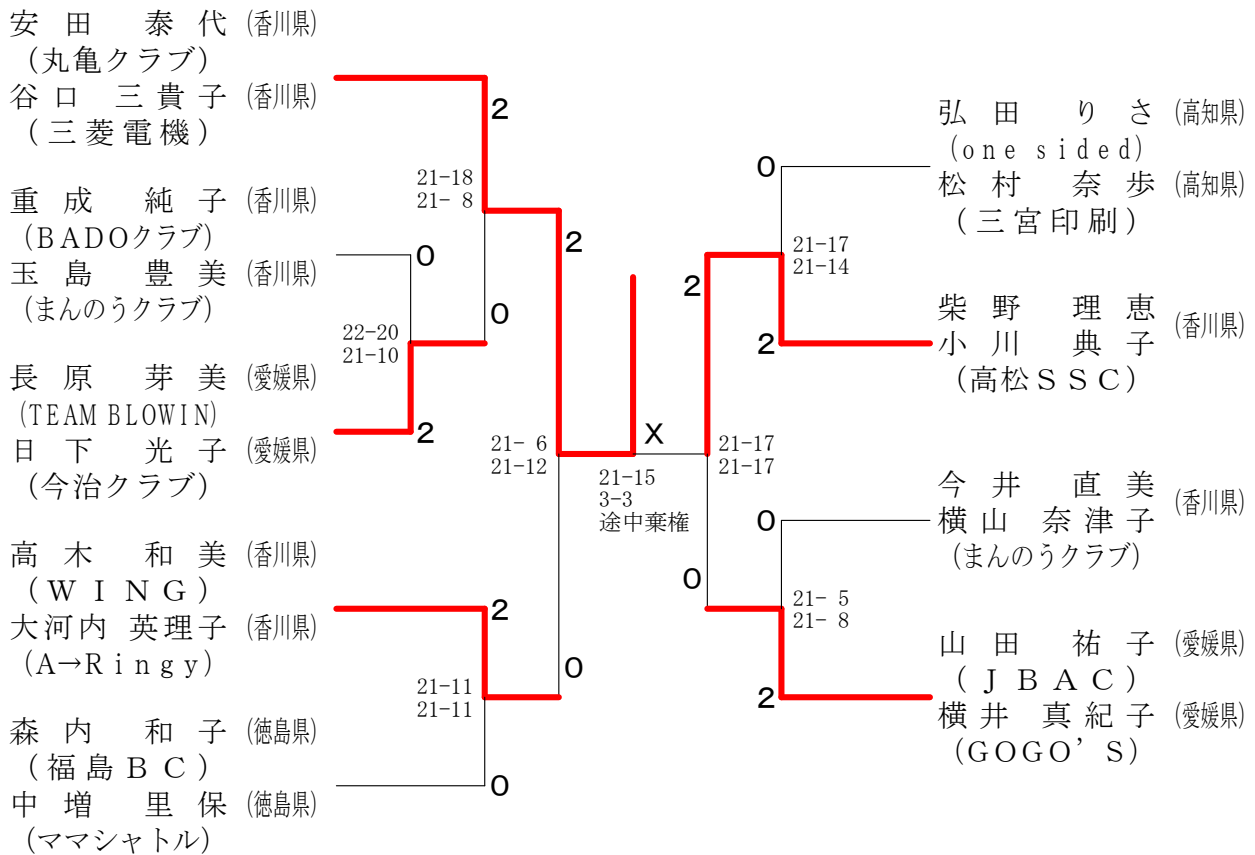 安田 泰代 (香川県)
(丸亀クラブ)
谷口 三貴子 (香川県)
(三菱電機)
重成 純子 (香川県)
(BADOクラブ)
玉島 豊美 (香川県)
(まんのうクラブ)
長原 芽美 (愛媛県)
(TEAM BLOWIN)
日下 光子 (愛媛県)
(今治クラブ)
高木 和美 (香川県)
(WING)
大河内 英理子 (香川県)
(A→Ringy)
森内 和子 (徳島県)
(福島BC)
中増 里保 (徳島県)
(ママシャトル)
2
21-18
21- 8
0
0
22-20
21-10
2
2
21- 6
21-12
2
21-11
21-11
0
0
X
21-15
3-3
途中棄権
2
21-17
21-17
0
0
21-17
21-14
2
0
21- 5
21- 8
2
弘田 りさ (高知県)
(one sided)
松村 奈歩 (高知県)
(三宮印刷)
柴野 理恵
小川 典子 (香川県)
(高松SSC)
今井 直美
横山 奈津子 (香川県)
(まんのうクラブ)
山田 祐子 (愛媛県)
(JBAC)
横井 真紀子 (愛媛県)
(GOGO’S)